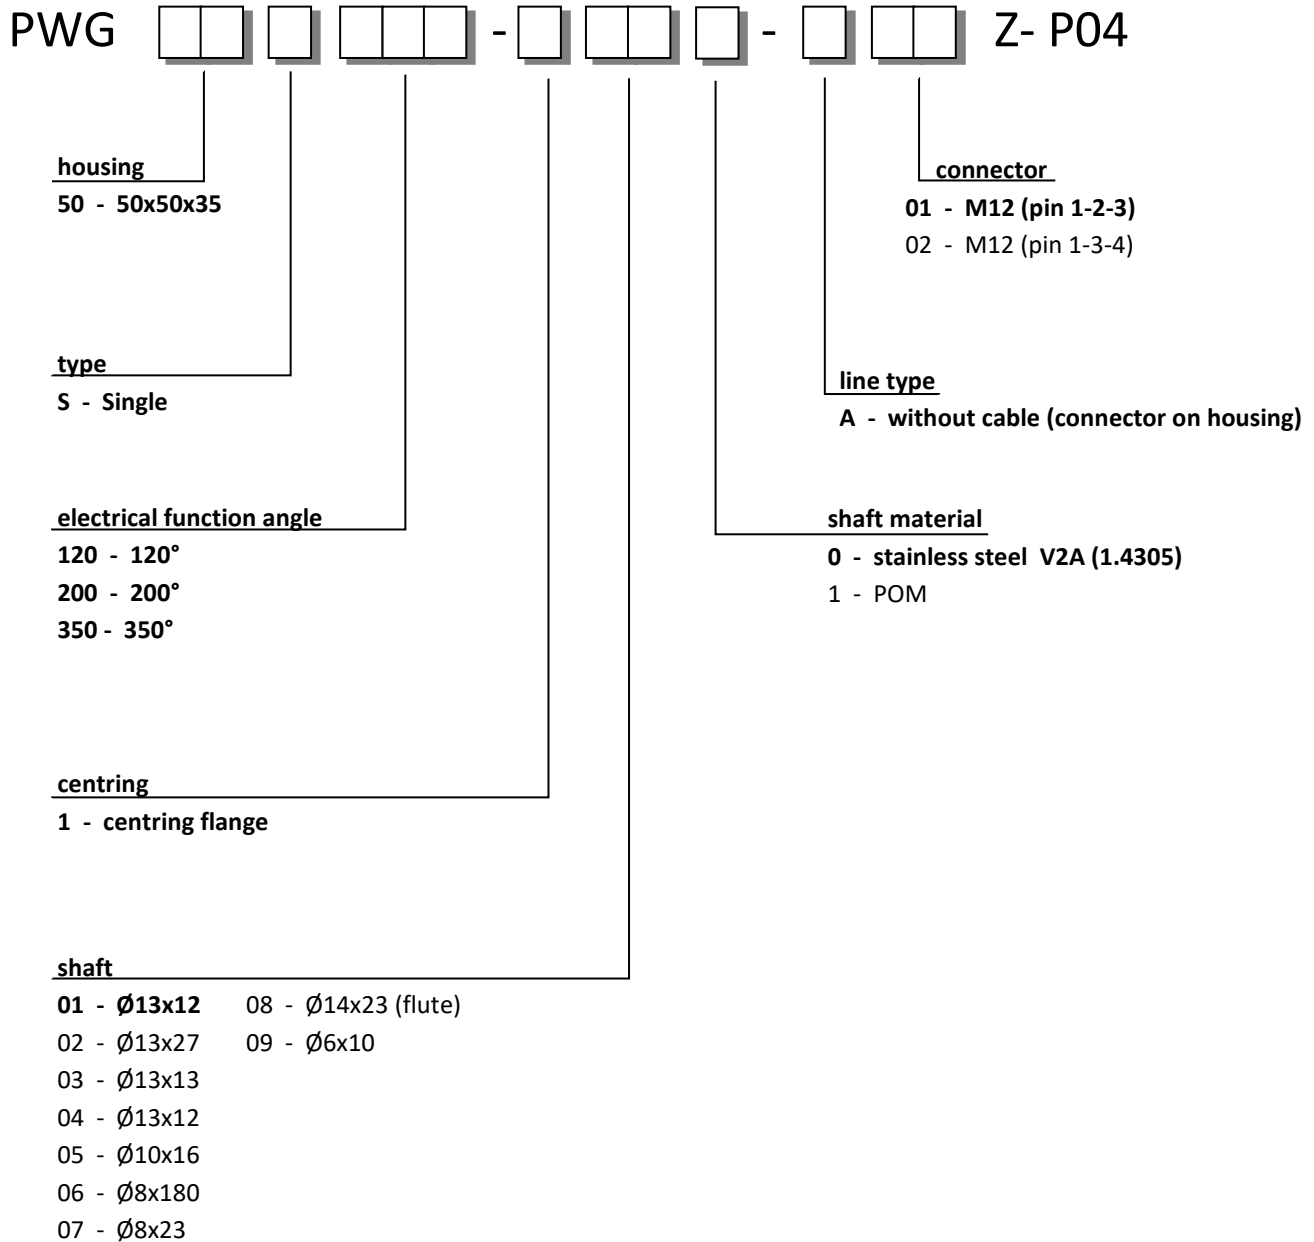 PWG - - Z- P04
housing
50 - 50x50x35
connector
01 - M12 (pin 1-2-3)
02 - M12 (pin 1-3-4)
type
S - Single
line type
A - without cable (connector on housing)
electrical function angle
120 - 120°
200 - 200°
350 - 350°
shaft material
0 - stainless steel V2A (1.4305)
1 - POM
centring
1 - centring flange
shaft
01 - Ø13x12 08 - Ø14x23 (flute)
02 - Ø13x27 09 - Ø6x10
03 - Ø13x13
04 - Ø13x12
05 - Ø10x16
06 - Ø8x180
07 - Ø8x23